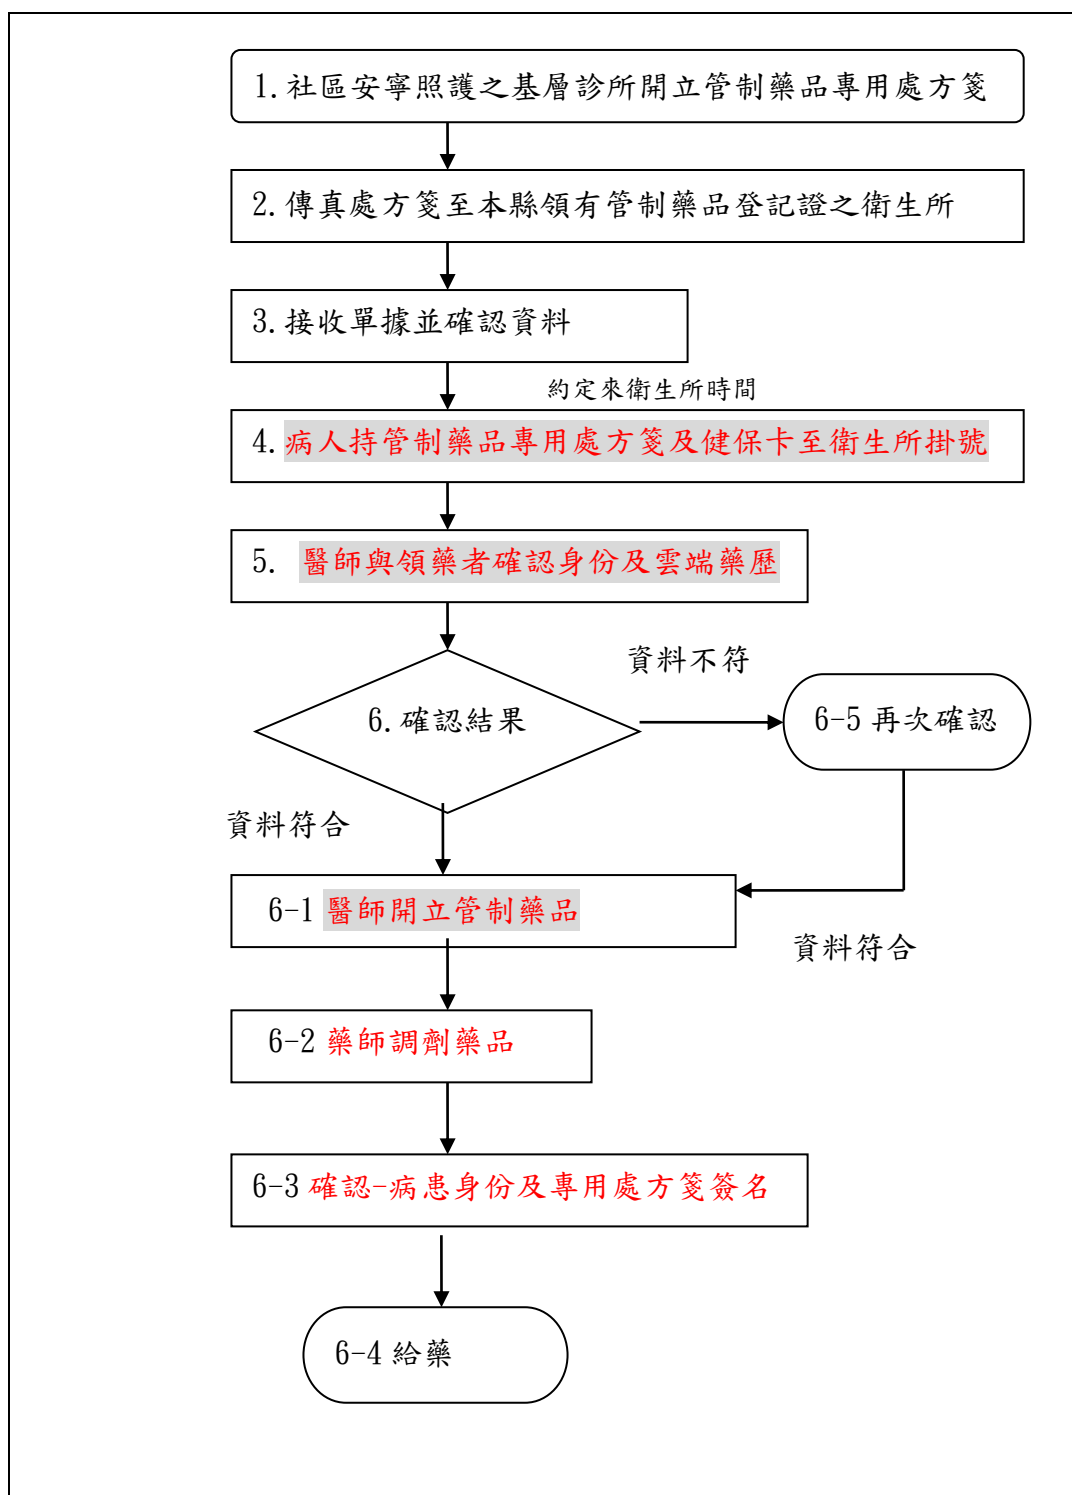 1.社區安寧照護之基層診所開立管制藥品專用處方箋
2.傳真處方箋至本縣領有管制藥品登記證之衛生所
3.接收單據並確認資料
約定來衛生所時間
4.病人持管制藥品專用處方箋及健保卡至衛生所掛號
5. 醫師與領藥者確認身份及雲端藥歷
資料不符
6.確認結果
6-5 再次確認
資料符合
6-1 醫師開立管制藥品
資料符合
6-2 藥師調劑藥品
6-3 確認-病患身份及專用處方箋簽名
6-4 給藥